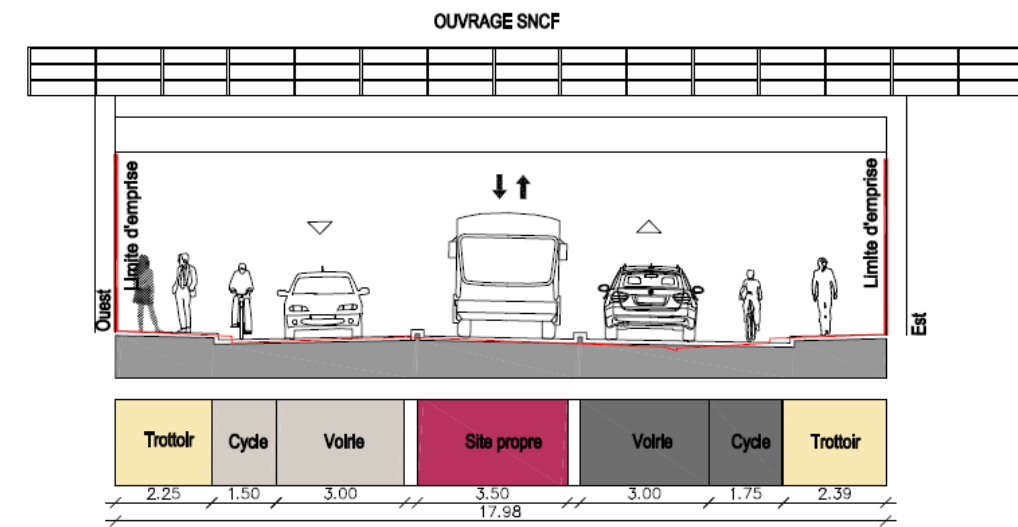 OUVRAGE SNCF
Limite d'emprise
Limite d'emprise
Ouest
Est
Trottoir Cycle Voirie Site propre Voirie Cycle Trottoir
2.25 1.50 3.00 3.50 3.00 1.75 2.39
17.98